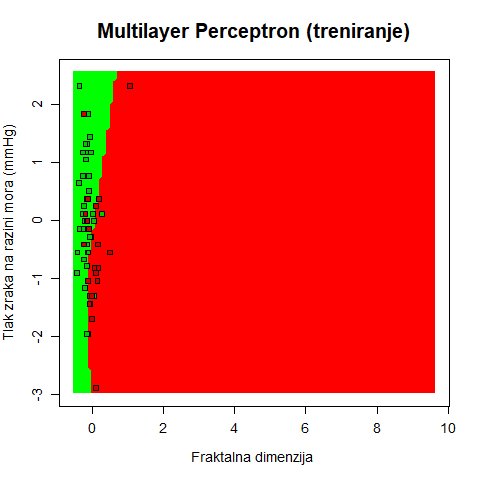 Multilayer Perceptron (treniranje)
Tlak zraka na razini mora (mmHg)
2
1
0
-1
-2
-3
0 2 4 6 8 10
Fraktalna dimenzija